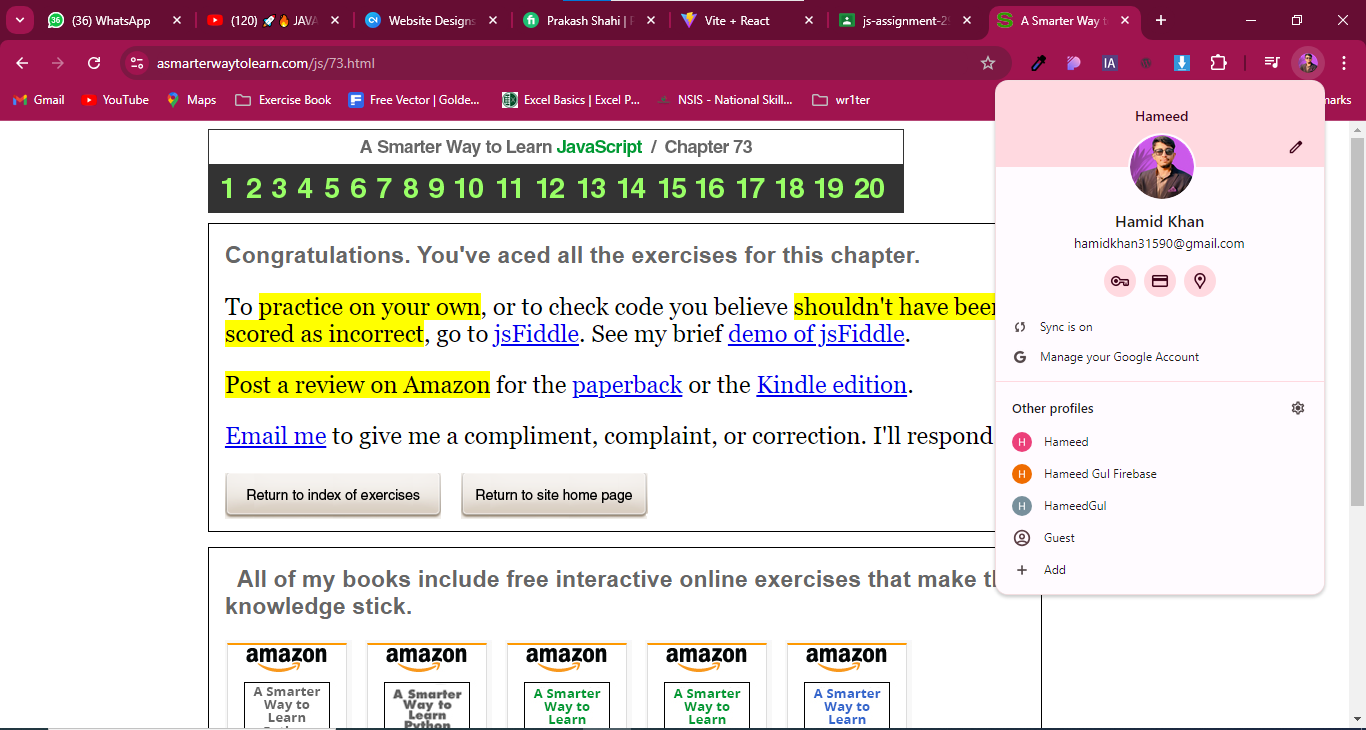 (36) WhatsApp
(120) 🚀🔥 JAVA
Website Designs
Prakash Shahi | F
Vite + React
js-assignment-29
A Smarter Way to
asmarterwaytolearn.com/js/73.html
IA
Gmail
YouTube
Maps
Exercise Book
Free Vector | Golde...
Excel Basics | Excel P...
NSIS - National Skill...
wr1ter
marks
A Smarter Way to Learn JavaScript / Chapter 73
1 2 3 4 5 6 7 8 9 10 11 12 13 14 15 16 17 18 19 20
Congratulations. You've aced all the exercises for this chapter.
To practice on your own, or to check code you believe shouldn't have been
scored as incorrect, go to jsFiddle. See my brief demo of jsFiddle.
Post a review on Amazon for the paperback or the Kindle edition.
Email me to give me a compliment, complaint, or correction. I'll respond
Return to index of exercises
Return to site home page
All of my books include free interactive online exercises that make th
knowledge stick.
amazon
A Smarter
Way to
Learn
Python
amazon
A Smarter
Way to
Learn
Python
amazon
A Smarter
Way to
Learn
amazon
A Smarter
Way to
Learn
amazon
A Smarter
Way to
Learn
Hameed
Hamid Khan
hamidkhan31590@gmail.com
Sync is on
G Manage your Google Account
Other profiles
H Hameed
H Hameed Gul Firebase
H HameedGul
Guest
+ Add